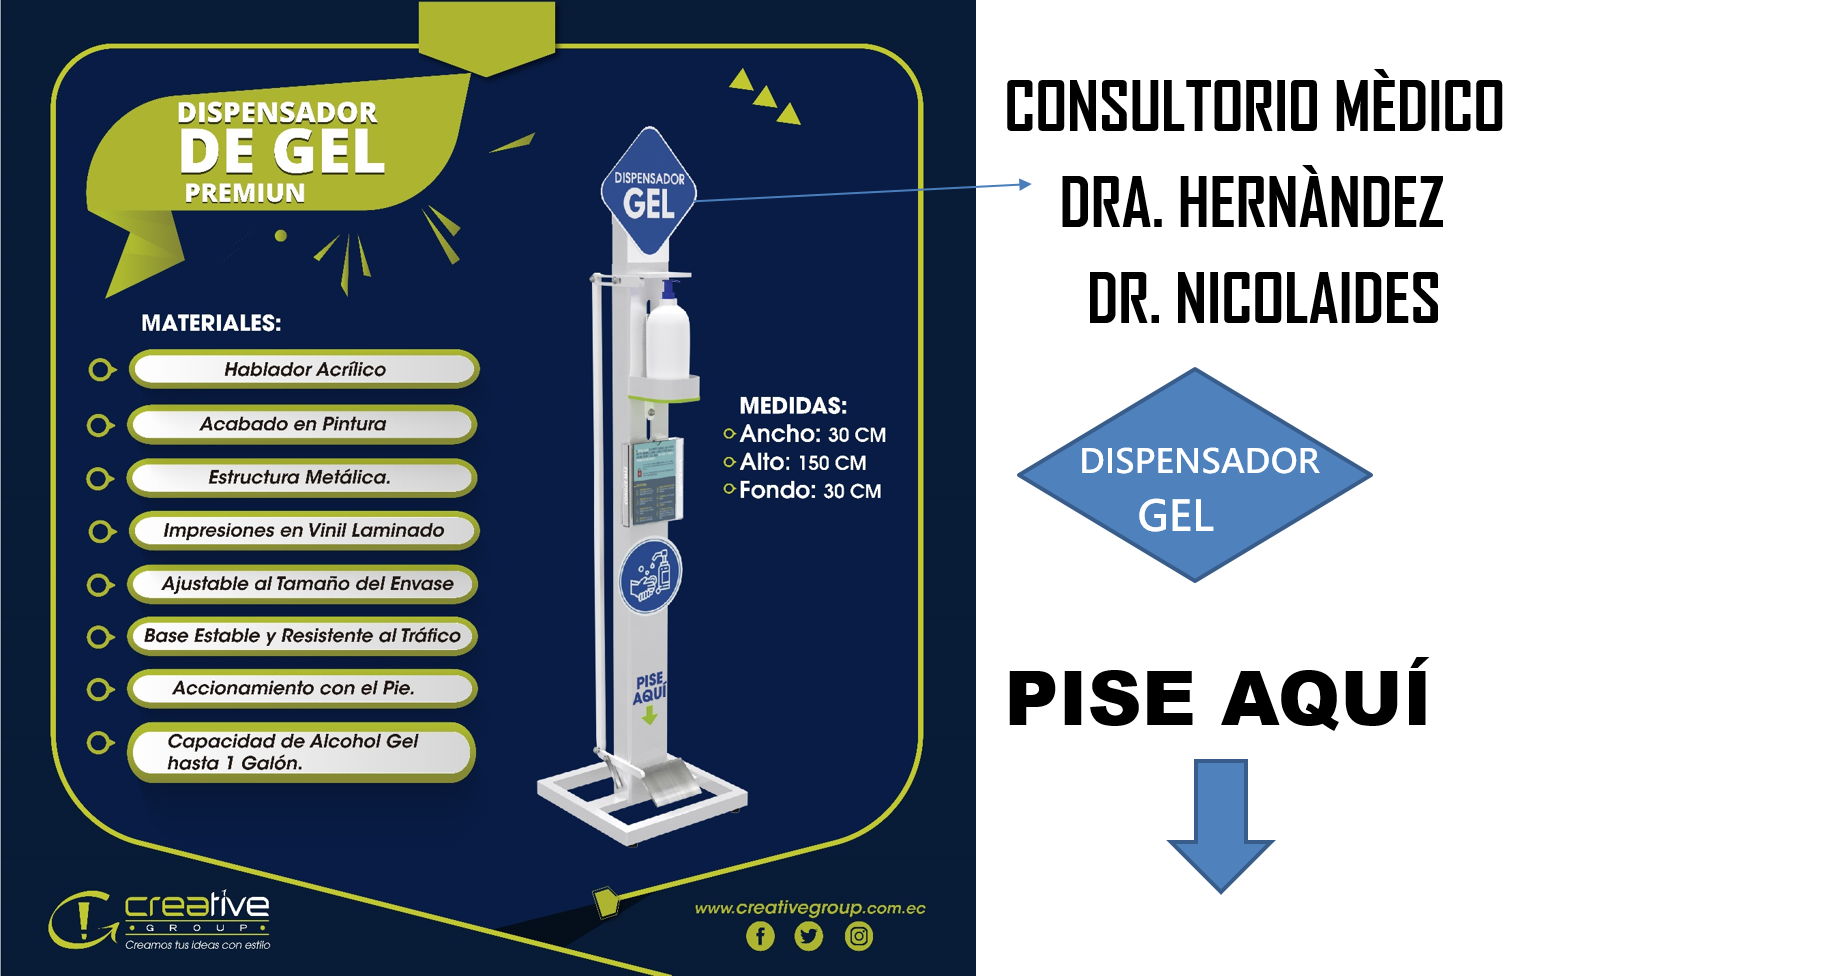 DISPENSADOR
DE GEL
PREMIUN
MATERIALES:
Hablador Acrílico
Acabado en Pintura
Estructura Metálica.
Impresiones en Vinil Laminado
Ajustable al Tamaño del Envase
Base Estable y Resistente al Tráfico
Accionamiento con el Pie.
Capacidad de Alcohol Gel
hasta 1 Galón.
DISPENSADOR
GEL
PISE
AQUÍ
MEDIDAS:
Ancho: 30 CM
Alto: 150 CM
Fondo: 30 CM
creative
GROUP
Creamos tus ideas con estilo
www.creativegroup.com.ec
CONSULTORIO MÈDICO
DRA. HERNÀNDEZ
DR. NICOLAIDES
DISPENSADOR
GEL
PISE AQUÍ